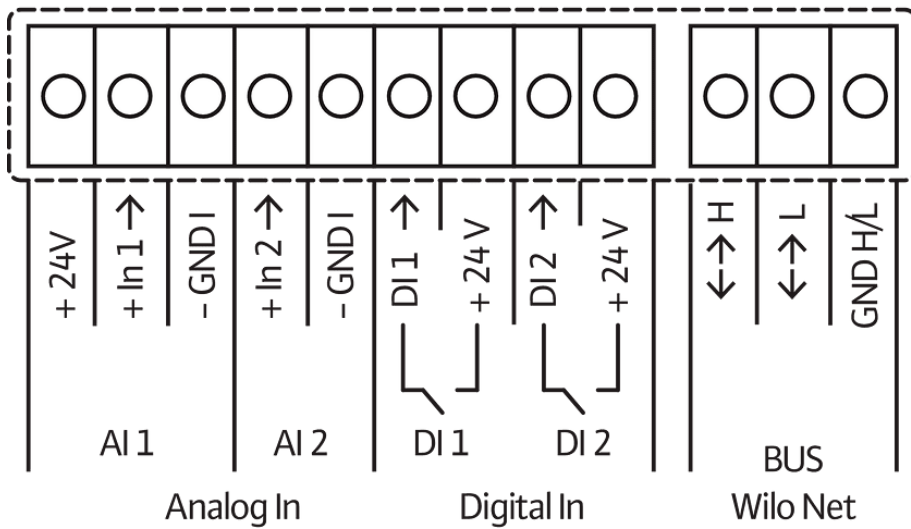 + 24V
+ In 1 →
– GND I
+ In 2 →
– GND I
DI 1 →
+ 24 V
DI 2 →
+ 24 V
H
L
GND H/L
AI 1
AI 2
DI 1
DI 2
BUS
Analog In
Digital In
Wilo Net